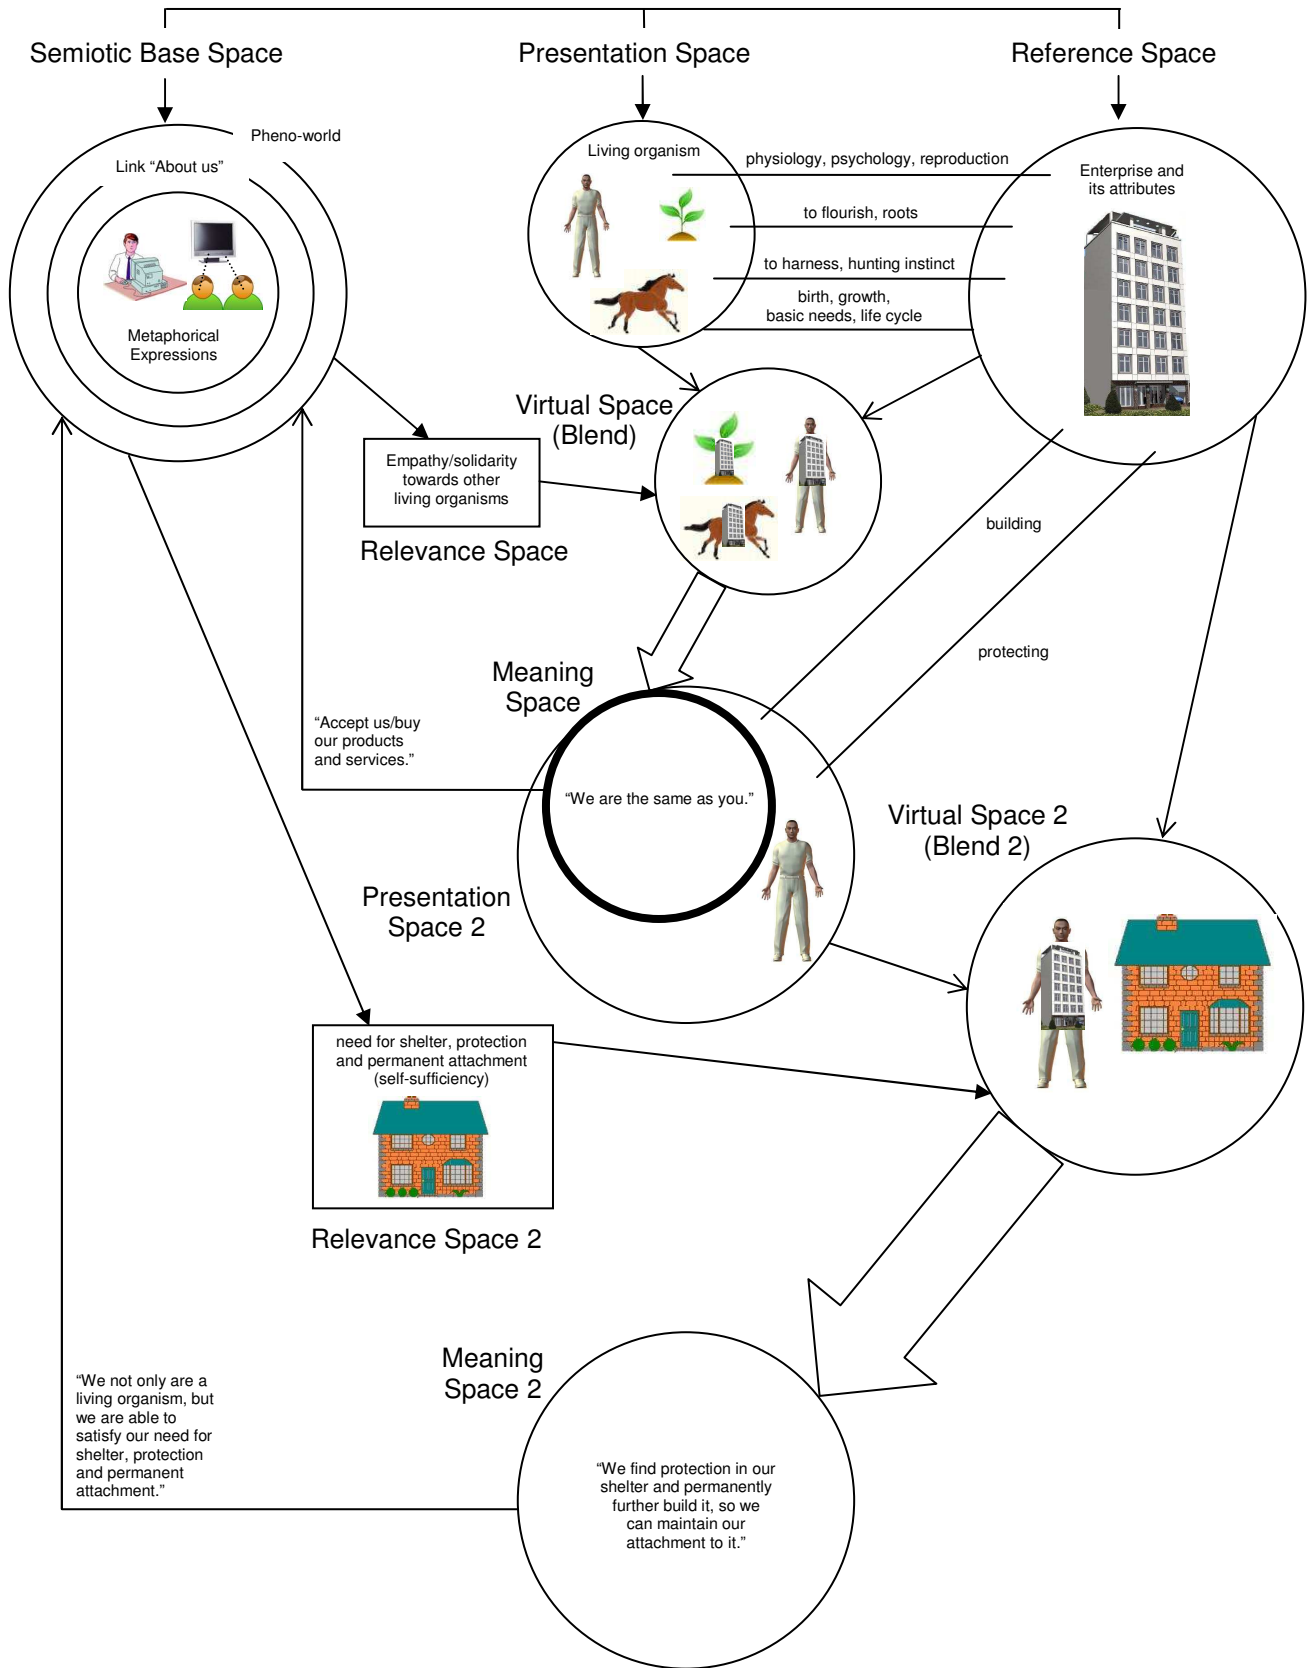 Semiotic Base Space
Presentation Space
Reference Space
Pheno-world
Link “About us”
Metaphorical
Expressions
Living organism
physiology, psychology, reproduction
to flourish, roots
to harness, hunting instinct
birth, growth,
basic needs, life cycle
Enterprise and
its attributes
Virtual Space
(Blend)
Empathy/solidarity
towards other
living organisms
Relevance Space
building
protecting
Meaning
Space
“Accept us/buy
our products
and services.”
“We are the same as you.”
Presentation
Space 2
Virtual Space 2
(Blend 2)
need for shelter, protection
and permanent attachment
(self-sufficiency)
Relevance Space 2
Meaning
Space 2
“We not only are a
living organism, but
we are able to
satisfy our need for
shelter, protection
and permanent
attachment.”
“We find protection in our
shelter and permanently
further build it, so we
can maintain our
attachment to it.”